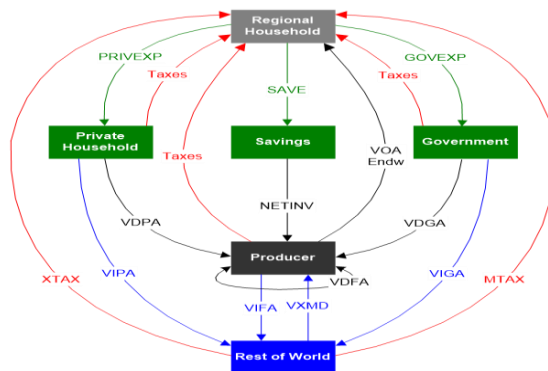 Regional
Household
PRIVEXP
GOVEXP
Taxes
Taxes
SAVE
Private
Household
Savings
Government
Taxes
VOA
Endw
NETINV
VDPA
VDGA
Producer
XTAX
VIPA
VDFA
VIGA
MTAX
VIFA
VXMD
Rest of World